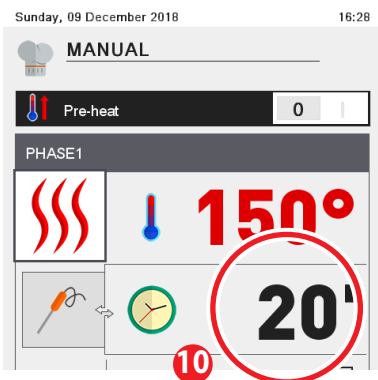 Sunday, 09 December 2018 16:28
MANUAL
Pre-heat 0
PHASE1
150°
20'
10